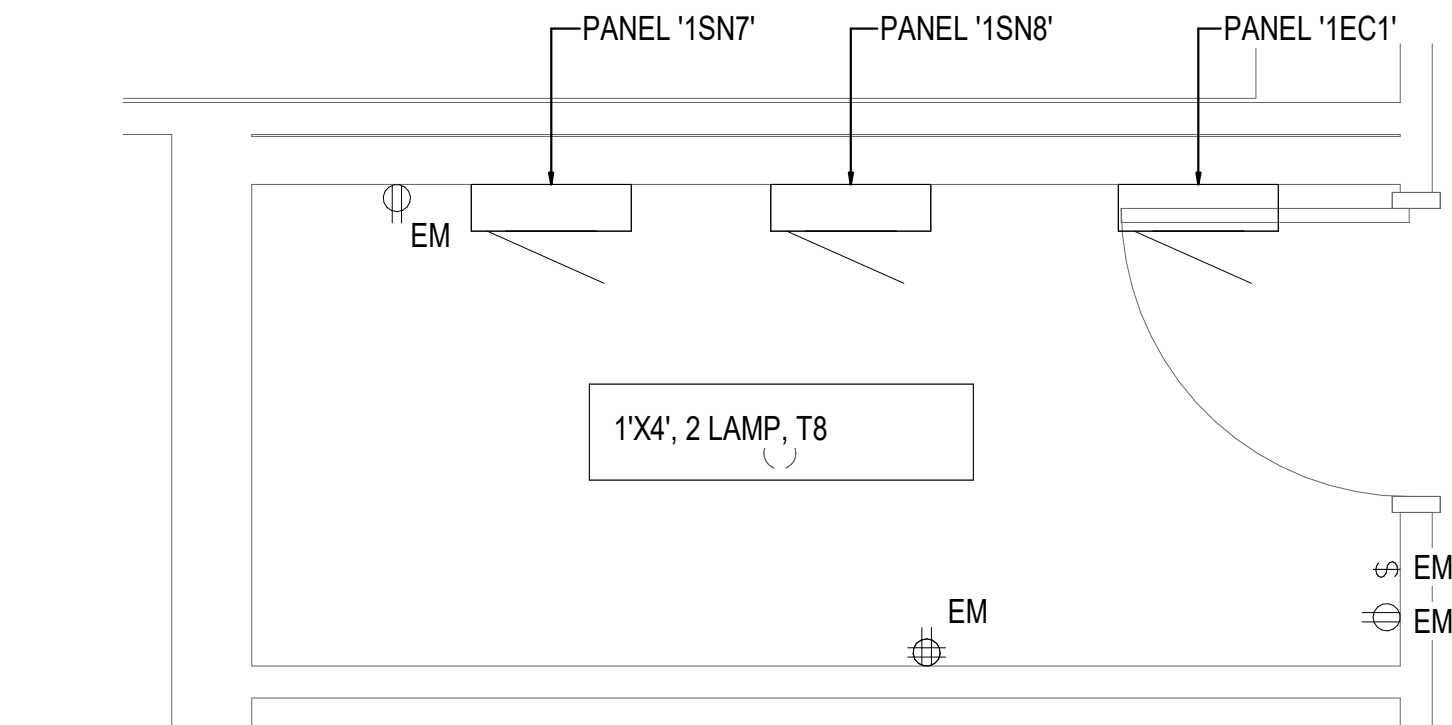 PANEL '1SN7'
PANEL '1SN8'
PANEL '1EC1'
EM
1'X4', 2 LAMP, T8
EM
EM
EM